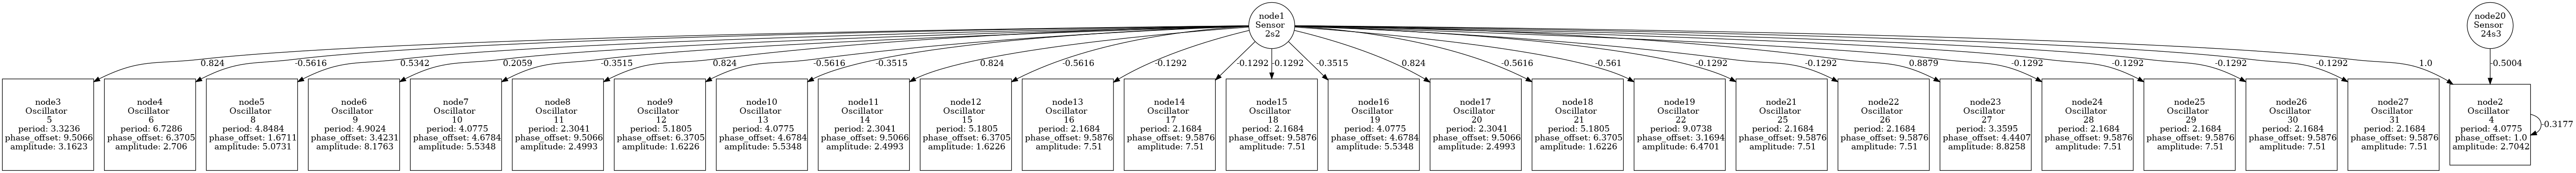 node1
Sensor
2s2
node20
Sensor
24s3
0.824
-0.5616
0.5342
0.2059
-0.3515
0.824
-0.5616
-0.3515
0.824
-0.5616
-0.1292
-0.1292
-0.1292
-0.3515
0.824
-0.5616
-0.561
-0.1292
-0.1292
0.8879
-0.1292
-0.1292
-0.1292
-0.1292
1.0
-0.5004
node3
Oscillator
5
period: 3.3236
phase_offset: 9.5066
amplitude: 3.1623
node4
Oscillator
6
period: 6.7286
phase_offset: 6.3705
amplitude: 2.706
node5
Oscillator
8
period: 4.8484
phase_offset: 1.6711
amplitude: 5.0731
node6
Oscillator
9
period: 4.9024
phase_offset: 3.4231
amplitude: 8.1763
node7
Oscillator
10
period: 4.0775
phase_offset: 4.6784
amplitude: 5.5348
node8
Oscillator
11
period: 2.3041
phase_offset: 9.5066
amplitude: 2.4993
node9
Oscillator
12
period: 5.1805
phase_offset: 6.3705
amplitude: 1.6226
node10
Oscillator
13
period: 4.0775
phase_offset: 4.6784
amplitude: 5.5348
node11
Oscillator
14
period: 2.3041
phase_offset: 9.5066
amplitude: 2.4993
node12
Oscillator
15
period: 5.1805
phase_offset: 6.3705
amplitude: 1.6226
node13
Oscillator
16
period: 2.1684
phase_offset: 9.5876
amplitude: 7.51
node14
Oscillator
17
period: 2.1684
phase_offset: 9.5876
amplitude: 7.51
node15
Oscillator
18
period: 2.1684
phase_offset: 9.5876
amplitude: 7.51
node16
Oscillator
19
period: 4.0775
phase_offset: 4.6784
amplitude: 5.5348
node17
Oscillator
20
period: 2.3041
phase_offset: 9.5066
amplitude: 2.4993
node18
Oscillator
21
period: 5.1805
phase_offset: 6.3705
amplitude: 1.6226
node19
Oscillator
22
period: 9.0738
phase_offset: 3.1694
amplitude: 6.4701
node21
Oscillator
25
period: 2.1684
phase_offset: 9.5876
amplitude: 7.51
node22
Oscillator
26
period: 2.1684
phase_offset: 9.5876
amplitude: 7.51
node23
Oscillator
27
period: 3.3595
phase_offset: 4.4407
amplitude: 8.8258
node24
Oscillator
28
period: 2.1684
phase_offset: 9.5876
amplitude: 7.51
node25
Oscillator
29
period: 2.1684
phase_offset: 9.5876
amplitude: 7.51
node26
Oscillator
30
period: 2.1684
phase_offset: 9.5876
amplitude: 7.51
node27
Oscillator
31
period: 2.1684
phase_offset: 9.5876
amplitude: 7.51
node2
Oscillator
4
period: 4.0775
phase_offset: 1.0
amplitude: 2.7042
-0.3177